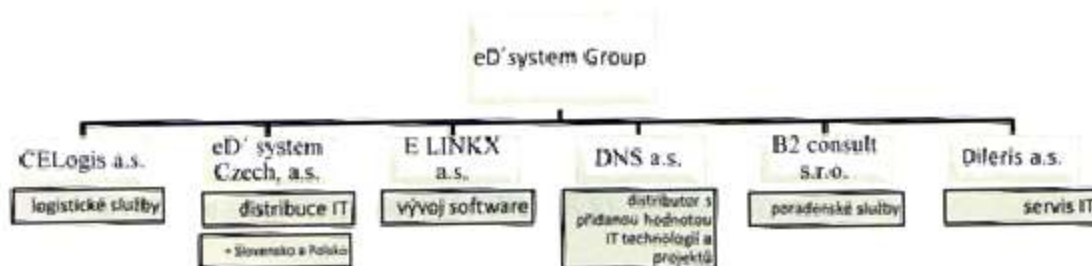 eD´system Group
CELogis a.s.
logistické služby
eD´ system
Czech, a.s.
distribuce IT
+ Slovensko a Polsko
E LINKX
a.s.
vývoj software
DNS a.s.
distributor s
přidanou hodnotou
IT technologií a
projektů
B2 consult
s.r.o.
poradenské služby
Dileris a.s.
servis IT